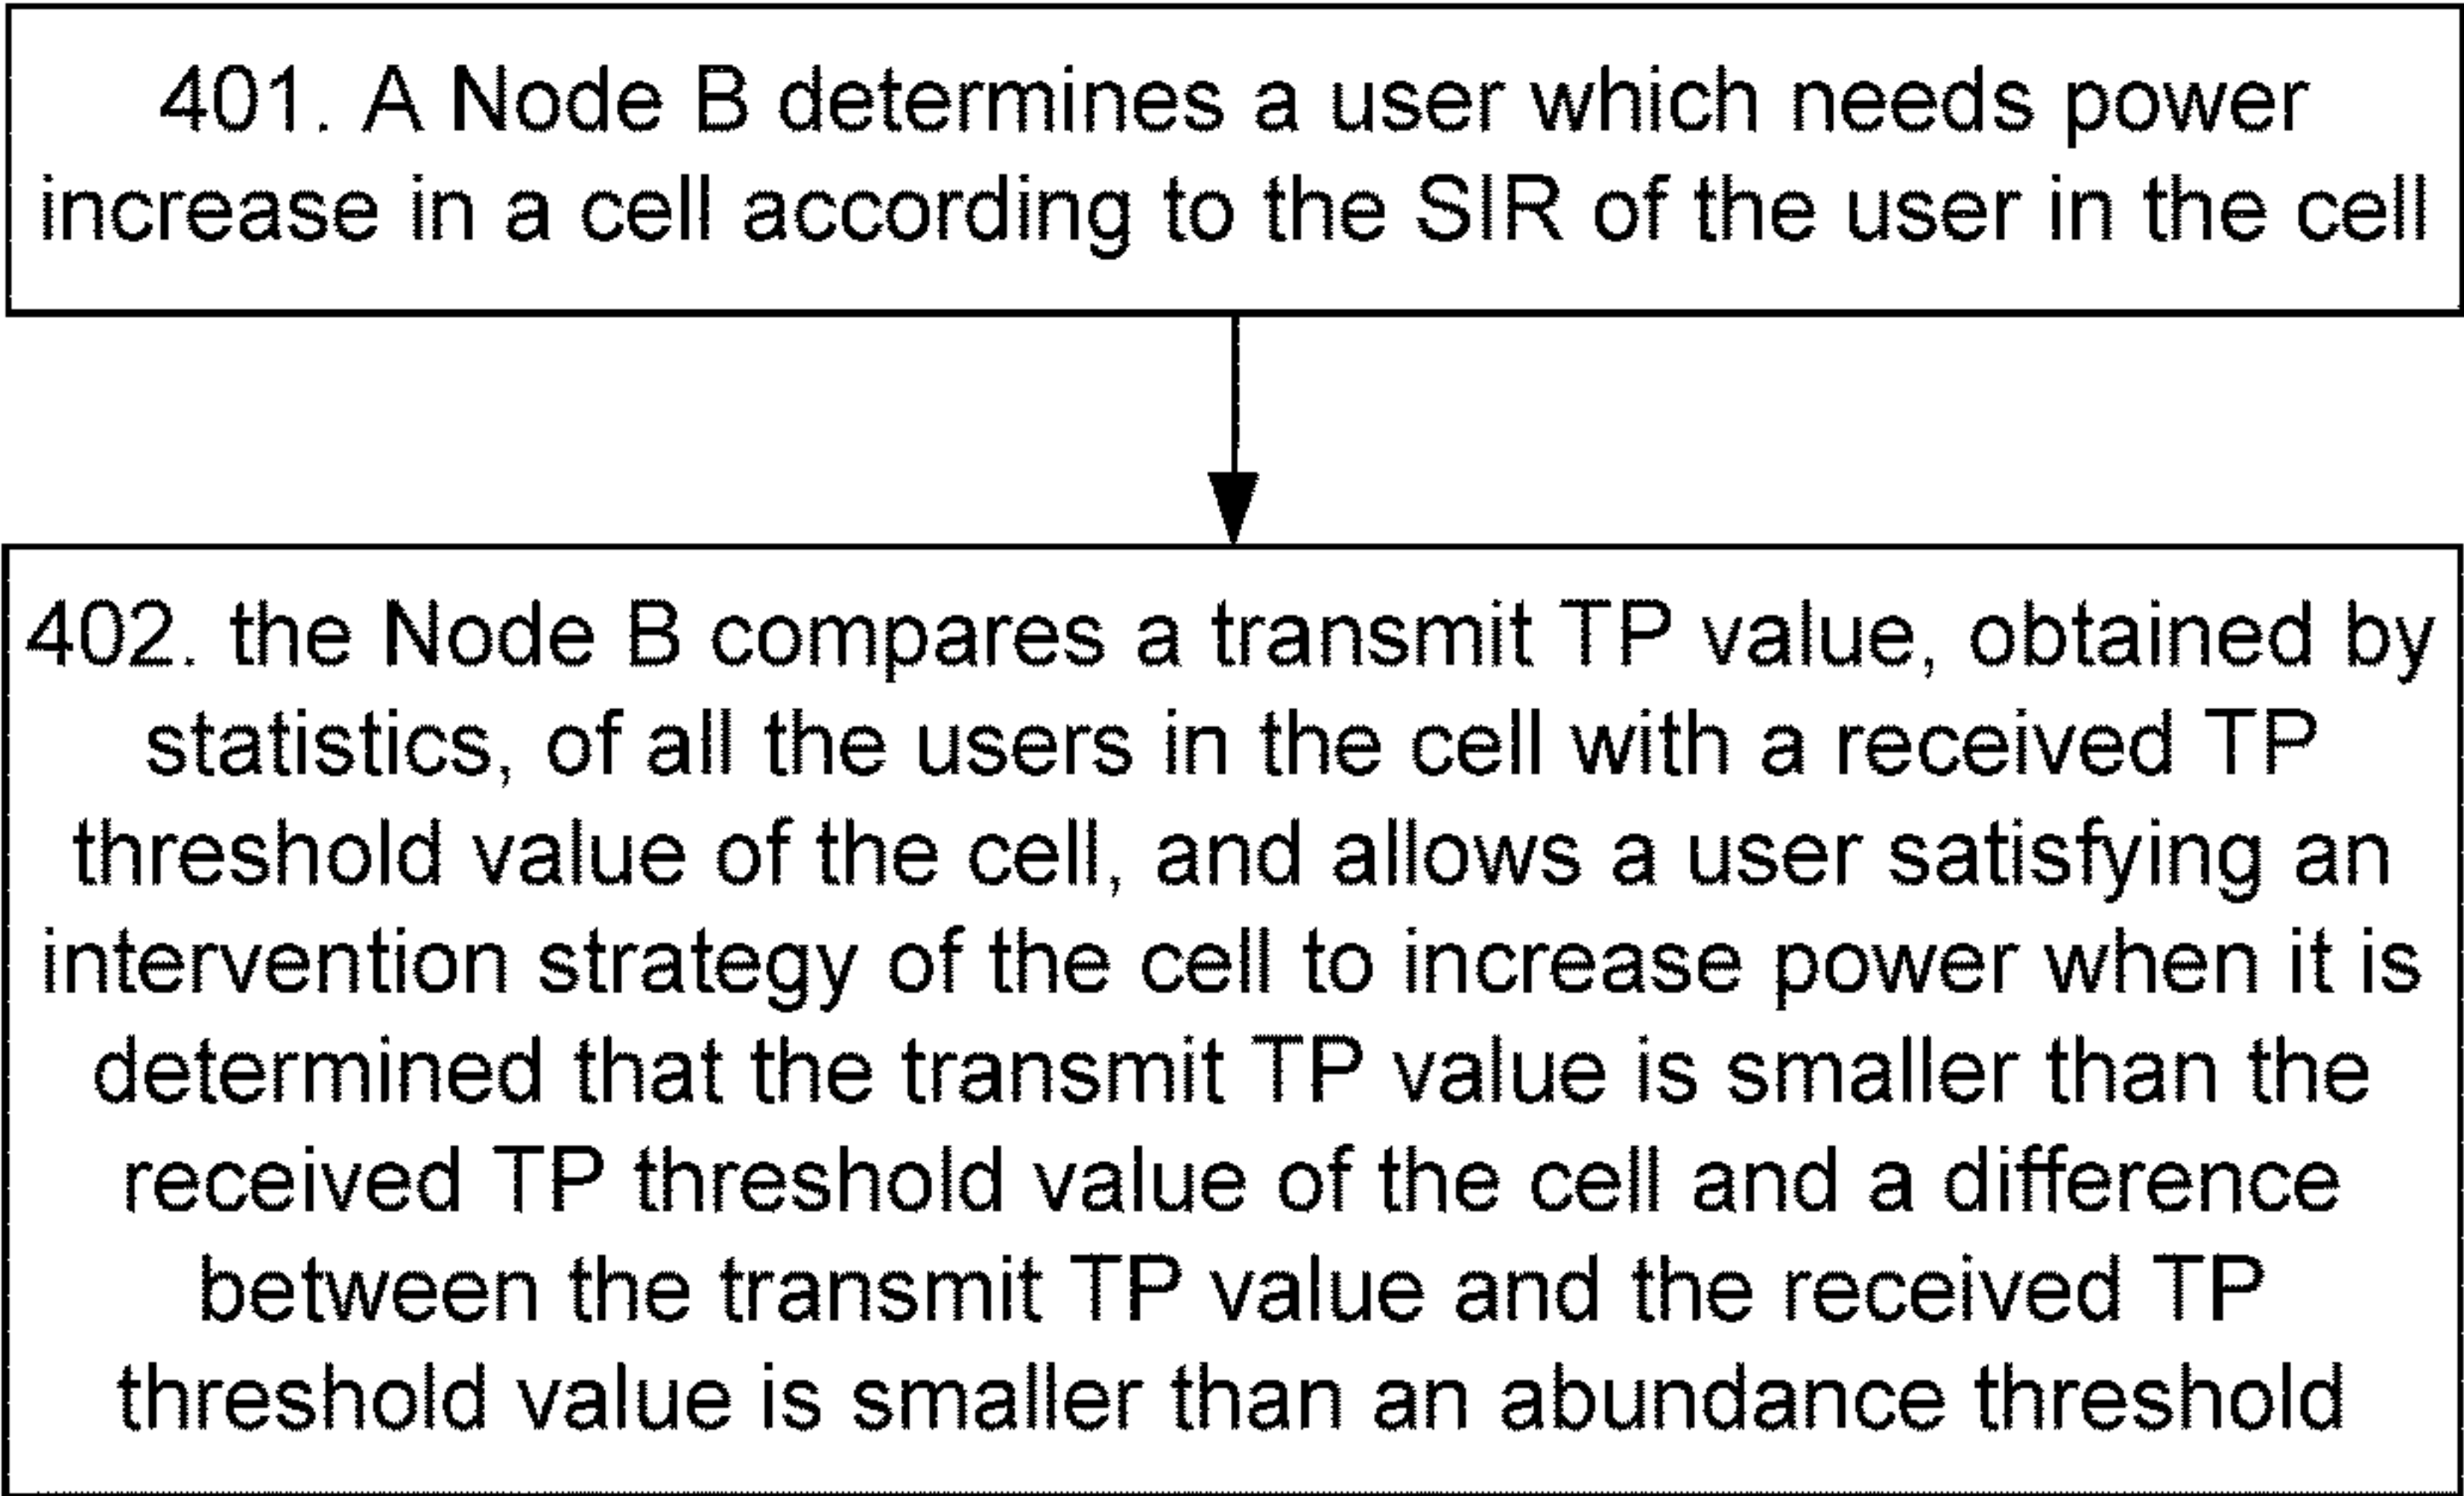 401. A Node B determines a user which needs power
increase in a cell according to the SIR of the user in the cell
402. the Node B compares a transmit TP value, obtained by
statistics, of all the users in the cell with a received TP
threshold value of the cell, and allows a user satisfying an
intervention strategy of the cell to increase power when it is
determined that the transmit TP value is smaller than the
received TP threshold value of the cell and a difference
between the transmit TP value and the received TP
threshold value is smaller than an abundance threshold